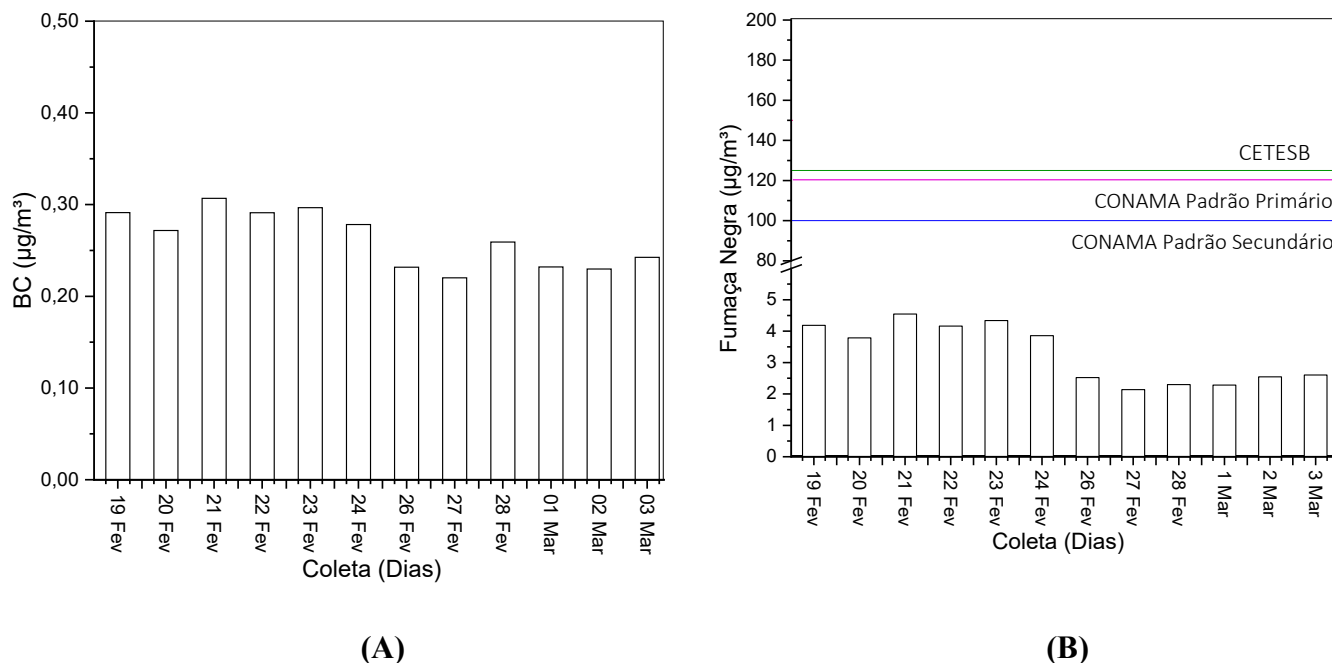 0,50
0,40
0,30
0,20
0,10
0,00
BC (µg/m³)
19 Fev
20 Fev
21 Fev
22 Fev
23 Fev
24 Fev
26 Fev
27 Fev
28 Fev
01 Mar
02 Mar
03 Mar
Coleta (Dias)
(A)
200
180
160
140
120
100
80
5
4
3
2
1
0
Fumaça Negra (µg/m³)
CETESB
CONAMA Padrão Primário
CONAMA Padrão Secundário
19 Fev
20 Fev
21 Fev
22 Fev
23 Fev
24 Fev
26 Fev
27 Fev
28 Fev
1 Mar
2 Mar
3 Mar
Coleta (Dias)
(B)